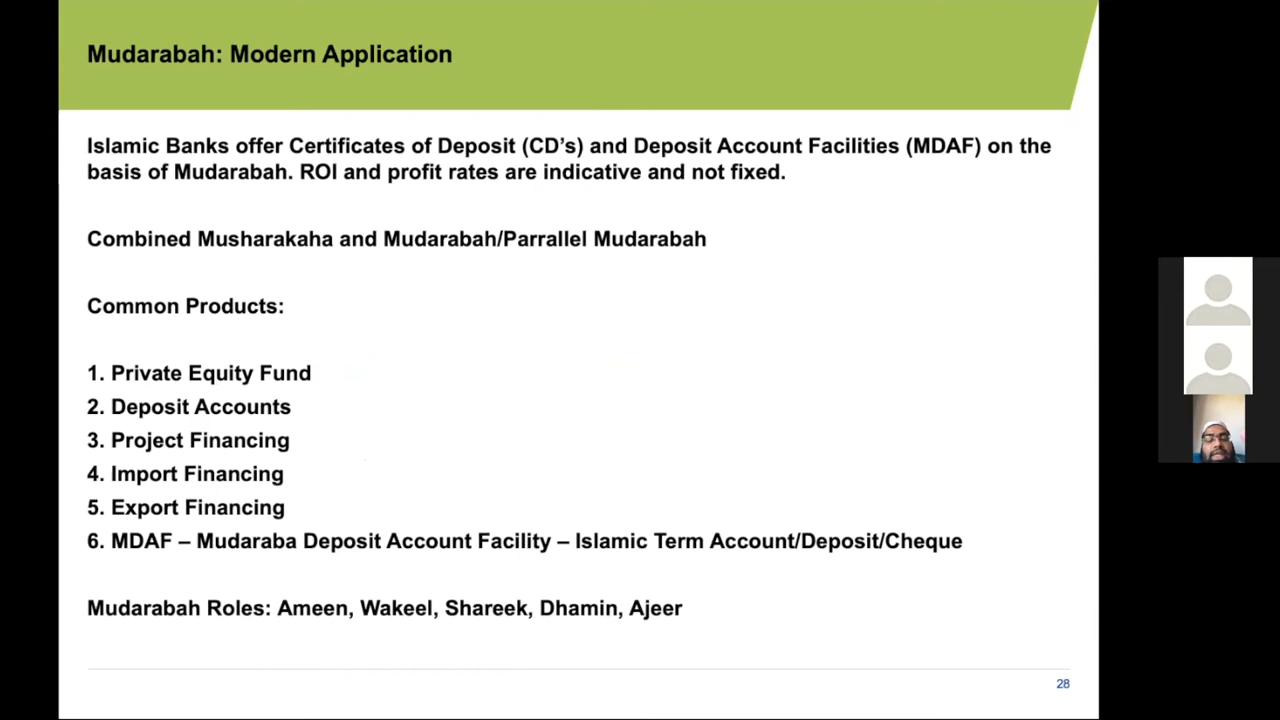 Mudarabah: Modern Application
Islamic Banks offer Certificates of Deposit (CD’s) and Deposit Account Facilities (MDAF) on the
basis of Mudarabah. ROI and profit rates are indicative and not fixed.
Combined Musharakaha and Mudarabah/Parrallel Mudarabah
Common Products:
1. Private Equity Fund
2. Deposit Accounts
3. Project Financing
4. Import Financing
5. Export Financing
6. MDAF – Mudaraba Deposit Account Facility – Islamic Term Account/Deposit/Cheque
Mudarabah Roles: Ameen, Wakeel, Shareek, Dhamin, Ajeer
28